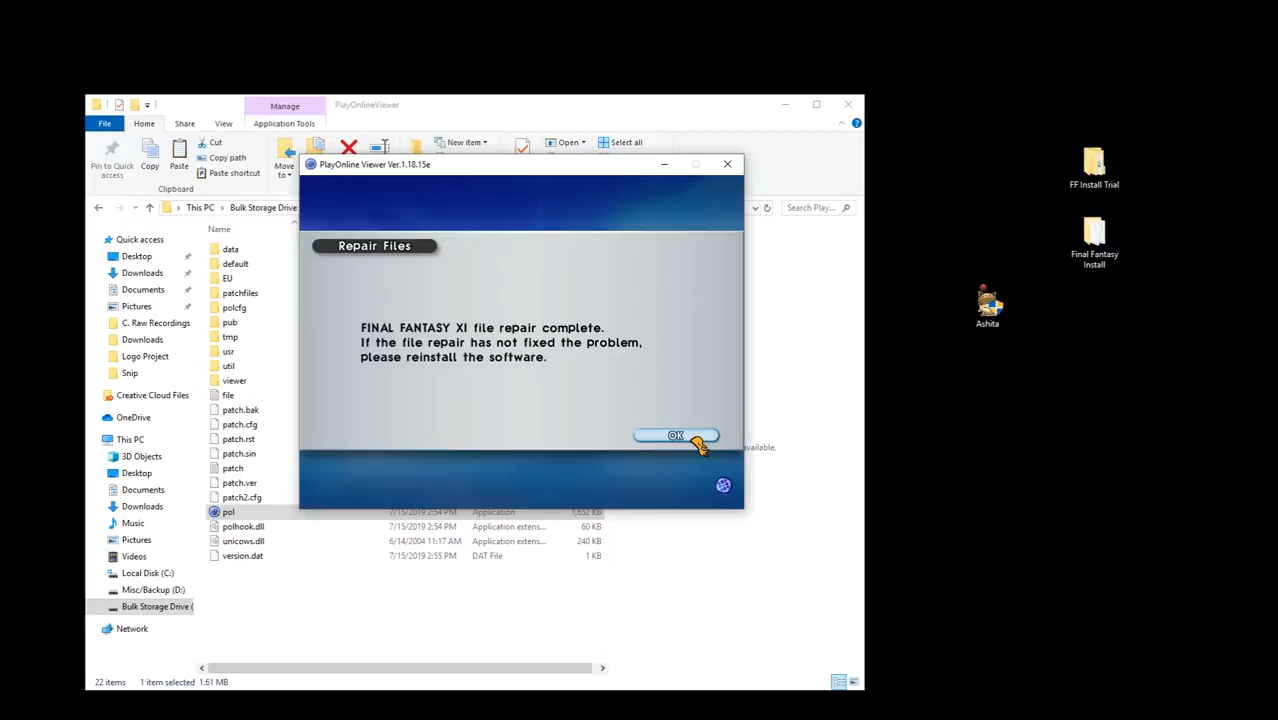 Manage
PlayOnlineViewer
File
Home
Share
View
Application Tools
Pin to Quick access
Copy
Paste
Cut
Copy path
Paste shortcut
Clipboard
Move to
New item
Open
Select all
This PC
Bulk Storage Drive
Search Play...
PlayOnline Viewer Ver.1.18.15e
Repair Files
FINAL FANTASY XI file repair complete.
If the file repair has not fixed the problem,
please reinstall the software.
OK
available.
Quick access
Desktop
Downloads
Documents
Pictures
C. Raw Recordings
Downloads
Logo Project
Snip
Creative Cloud Files
OneDrive
This PC
3D Objects
Desktop
Documents
Downloads
Music
Pictures
Videos
Local Disk (C:)
Misc/Backup (D:)
Bulk Storage Drive (
Network
Name
data
default
EU
patchfiles
polcfg
pub
tmp
usr
util
viewer
file
patch.bak
patch.cfg
patch.rst
patch.sin
patch
patch.ver
patch2.cfg
pol 7/15/2019 2:54 PM Application 1,652 KB
polhook.dll 7/15/2019 2:54 PM Application extens... 60 KB
unicows.dll 6/14/2004 11:17 AM Application extens... 240 KB
version.dat 7/15/2019 2:55 PM DAT File 1 KB
22 items 1 item selected 1.61 MB
FF Install Trial
Final Fantasy
Install
Ashita